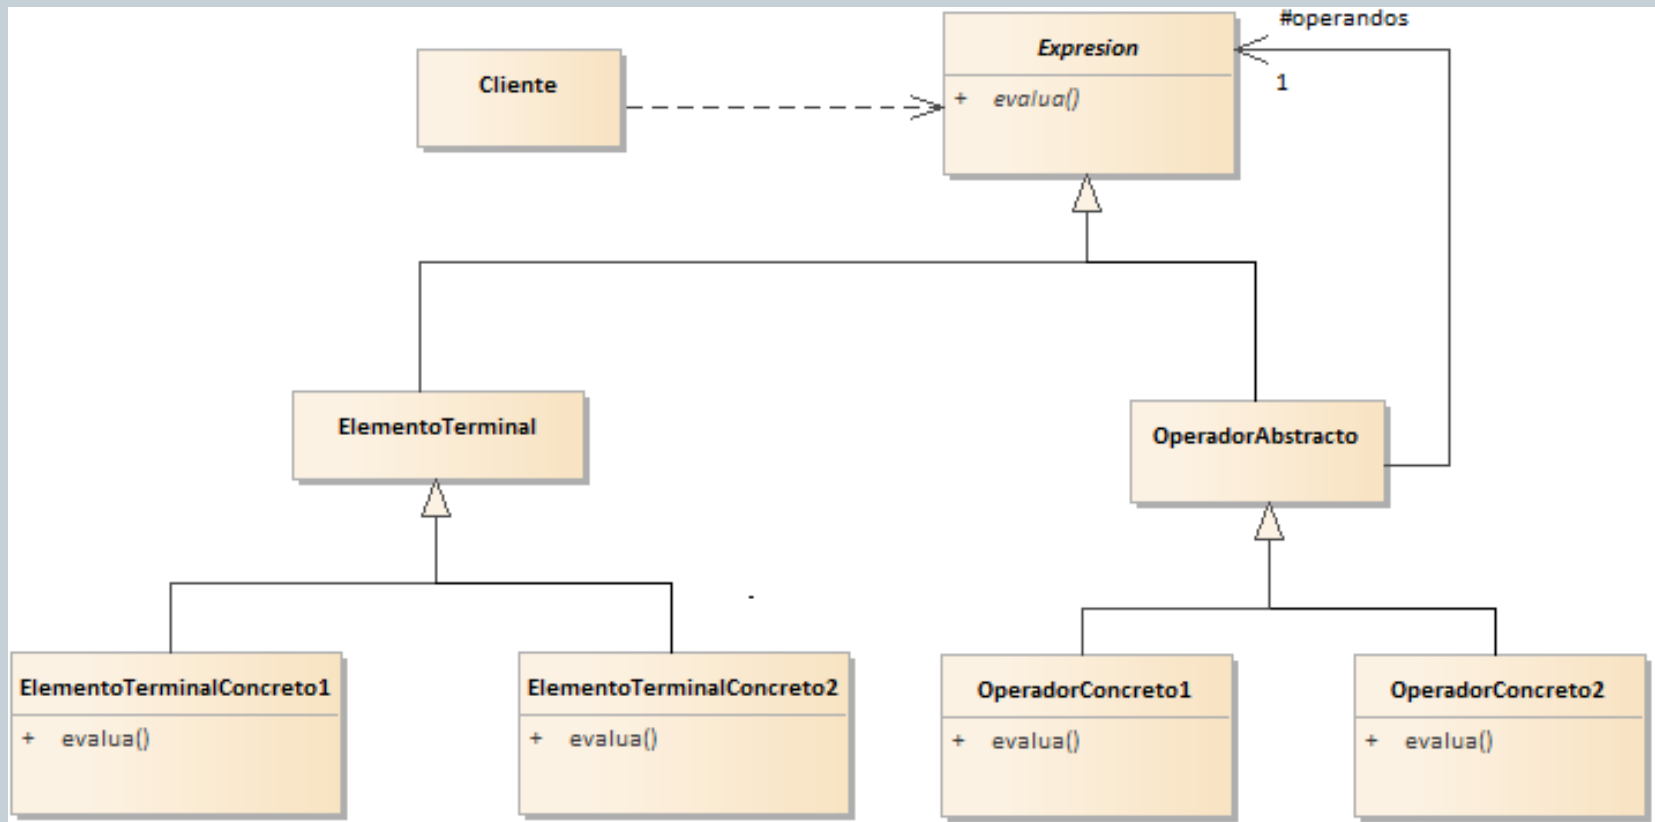 #operandos
Expresion
Cliente
1
+ evalua()
ElementoTerminal
OperadorAbstracto
ElementoTerminalConcreto1
ElementoTerminalConcreto2
OperadorConcreto1
OperadorConcreto2
+ evalua()
+ evalua()
+ evalua()
+ evalua()